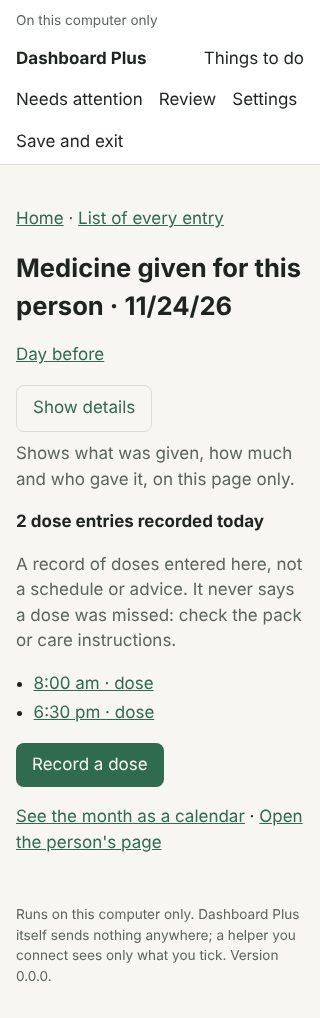 On this computer only
Dashboard Plus
Things to do
Needs attention
Review
Settings
Save and exit
Home · List of every entry
Medicine given for this
person · 11/24/26
Day before
Show details
Shows what was given, how much
and who gave it, on this page only.
2 dose entries recorded today
A record of doses entered here, not
a schedule or advice. It never says
a dose was missed: check the pack
or care instructions.
8:00 am · dose
6:30 pm · dose
Record a dose
See the month as a calendar · Open
the person's page
Runs on this computer only. Dashboard Plus
itself sends nothing anywhere; a helper you
connect sees only what you tick. Version
0.0.0.